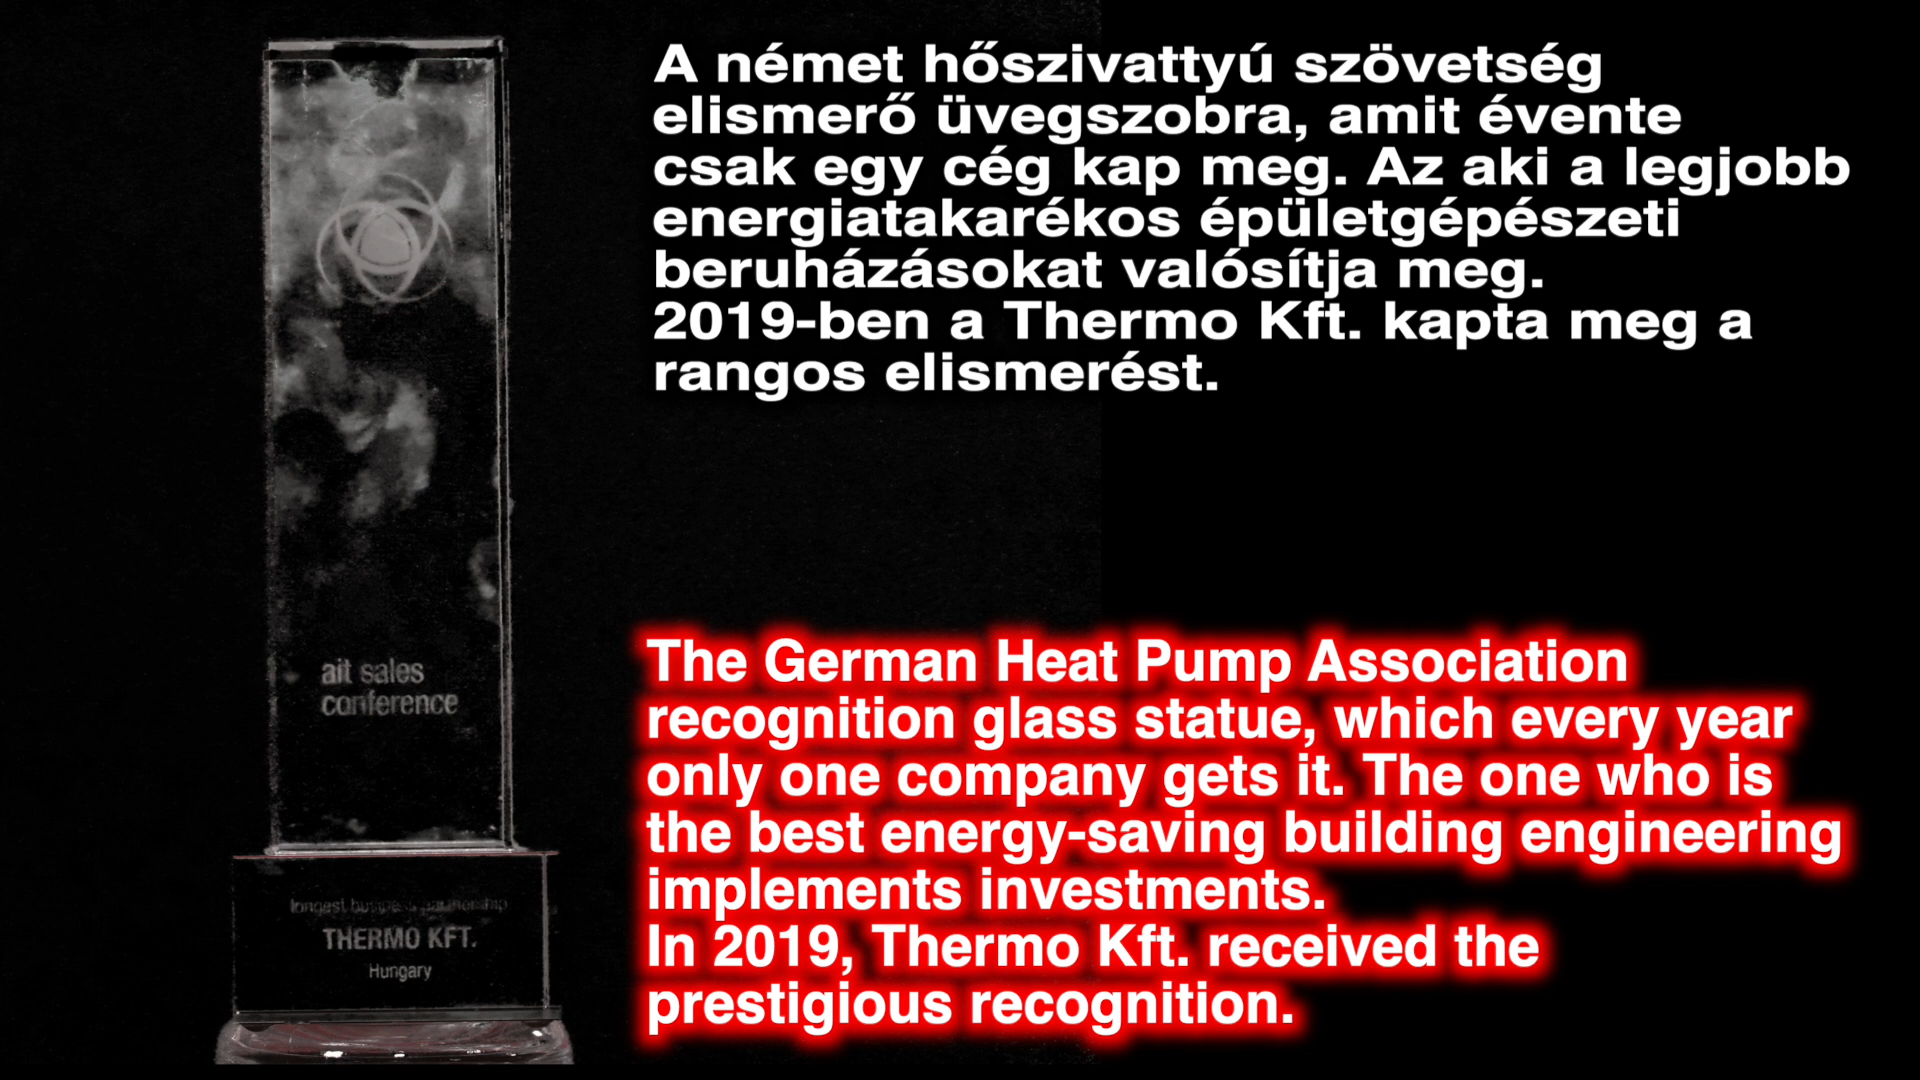 A német hőszivattyú szövetség
elismerő üvegszobra, amit évente
csak egy cég kap meg. Az aki a legjobb
energiatakarékos épületgépészeti
beruházásokat valósítja meg.
2019-ben a Thermo Kft. kapta meg a
rangos elismerést.
The German Heat Pump Association
recognition glass statue, which every year
only one company gets it. The one who is
the best energy-saving building engineering
implements investments.
In 2019, Thermo Kft. received the
prestigious recognition.
ait sales
conference
longest business partnership
THERMO KFT.
Hungary